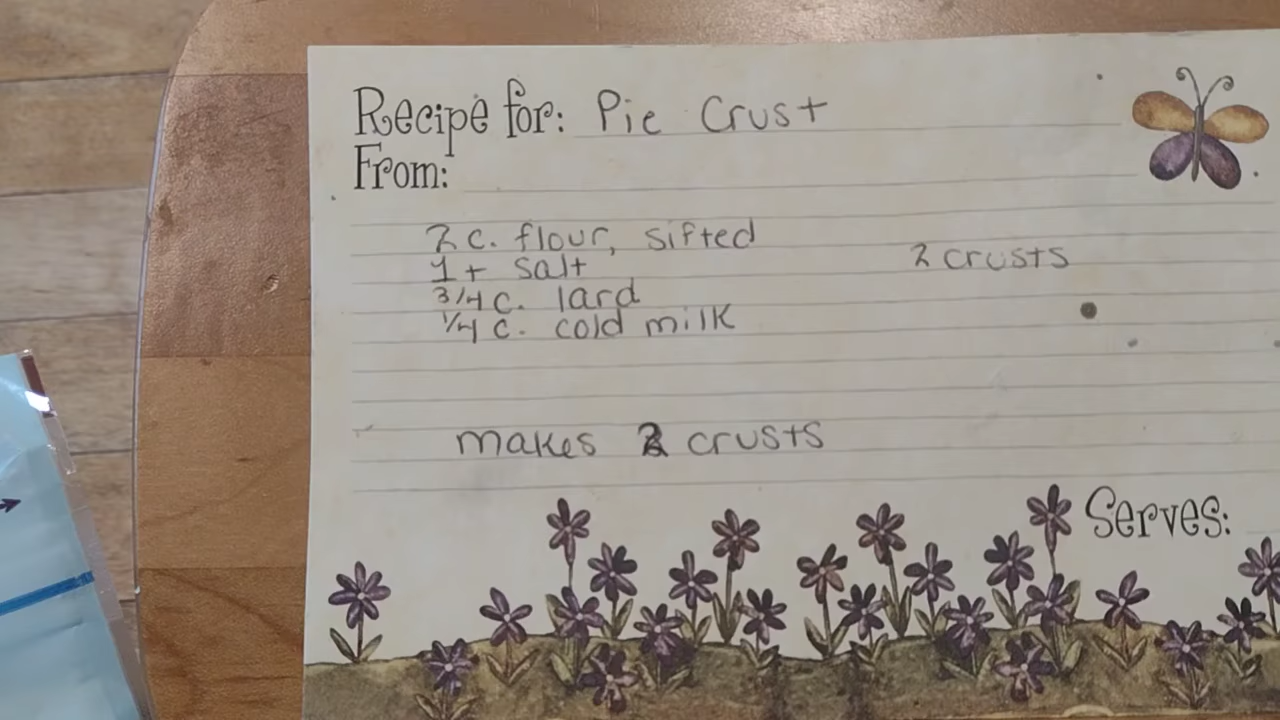 Recipe for: Pie Crust
From:
2 c. flour, sifted
2 crusts
1 t salt
3/4 c. lard
1/4 c. cold milk
makes 2 crusts
Serves: